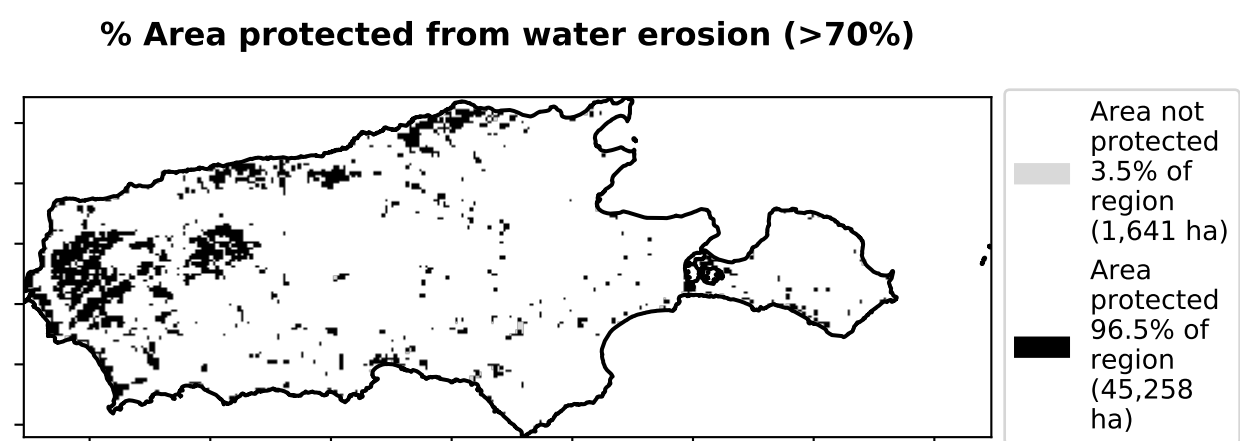 % Area protected from water erosion (>70%)
Area not
protected
3.5% of
region
(1,641 ha)
Area
protected
96.5% of
region
(45,258
ha)